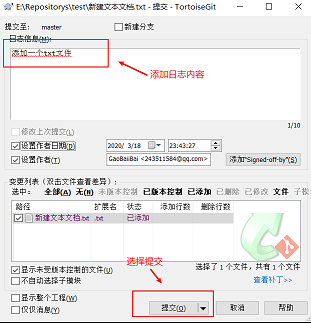 E:\Repositorys\test\新建文本文档.txt - 提交 - TortoiseGit
提交至: master 新建分支
日志信息(M):
添加一个txt文件
添加日志内容
修改上次提交(L) 1/10
设置作者日期(D) 2020/ 3/18 23:43:27
设置作者(T) GaoBaiiBai <243511584@qq.com> 添加"Signed-off-by"(S)
变更列表（双击文件查看差异）:
选中： 全部(A) 无(N) 未版本控制 已版本控制 已添加 已删除 已修改 文件 子模
路径 扩展名 状态 添加行数 删除行数
新建文本文档.txt .txt 已添加
选择提交
显示未受版本控制的文件(U) 选择了 1 个文件，共有 1 个文件
不自动选择子模块 查看补丁>>
显示整个工程(W)
仅仅消息(Y) 提交(O) 取消 帮助